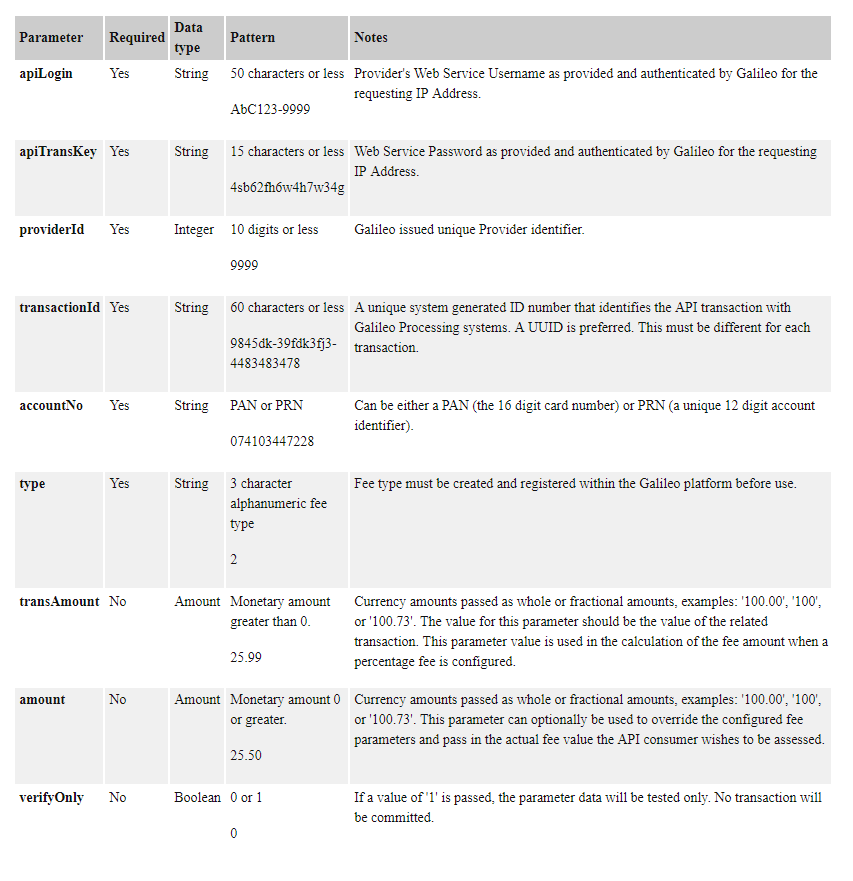 Parameter Required Data type Pattern Notes
apiLogin Yes String 50 characters or less Provider's Web Service Username as provided and authenticated by Galileo for the
requesting IP Address.
AbC123-9999
apiTransKey Yes String 15 characters or less Web Service Password as provided and authenticated by Galileo for the requesting
IP Address.
4sb62fh6w4h7w34g
providerId Yes Integer 10 digits or less Galileo issued unique Provider identifier.
9999
transactionId Yes String 60 characters or less A unique system generated ID number that identifies the API transaction with
Galileo Processing systems. A UUID is preferred. This must be different for each
9845dk-39fdk3fj3-
transaction.
4483483478
accountNo Yes String PAN or PRN Can be either a PAN (the 16 digit card number) or PRN (a unique 12 digit account
identifier).
074103447228
type Yes String 3 character Fee type must be created and registered within the Galileo platform before use.
alphanumeric fee
type
2
transAmount No Amount Monetary amount Currency amounts passed as whole or fractional amounts, examples: '100.00', '100',
greater than 0. or '100.73'. The value for this parameter should be the value of the related
transaction. This parameter value is used in the calculation of the fee amount when a
25.99
percentage fee is configured.
amount No Amount Monetary amount 0 Currency amounts passed as whole or fractional amounts, examples: '100.00', '100',
or greater. or '100.73'. This parameter can optionally be used to override the configured fee
parameters and pass in the actual fee value the API consumer wishes to be assessed.
25.50
verifyOnly No Boolean 0 or 1 If a value of '1' is passed, the parameter data will be tested only. No transaction will
be committed.
0